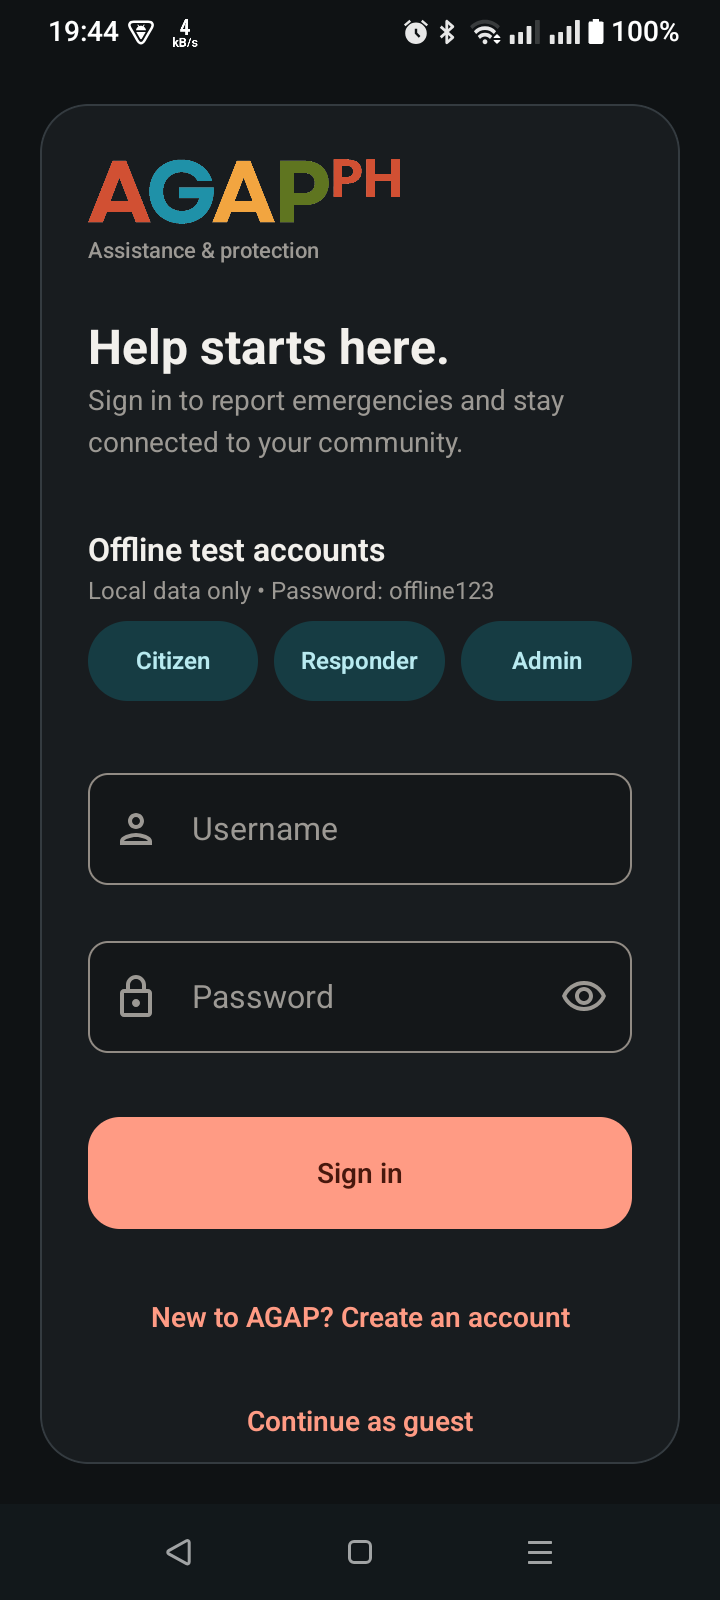 19:44 4 kB/s 100%
AGAPPH
Assistance & protection
Help starts here.
Sign in to report emergencies and stay
connected to your community.
Offline test accounts
Local data only • Password: offline123
Citizen Responder Admin
Username
Password
Sign in
New to AGAP? Create an account
Continue as guest